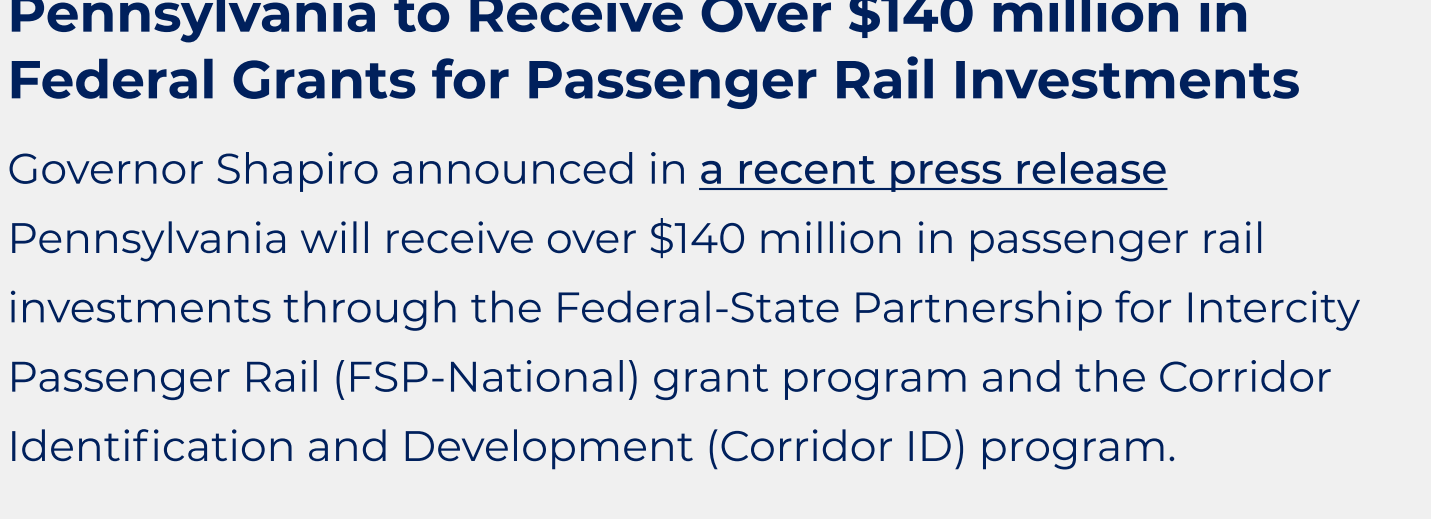 Pennsylvania to Receive Over $140 million in
Federal Grants for Passenger Rail Investments
Governor Shapiro announced in a recent press release
Pennsylvania will receive over $140 million in passenger rail
investments through the Federal-State Partnership for Intercity
Passenger Rail (FSP-National) grant program and the Corridor
Identification and Development (Corridor ID) program.